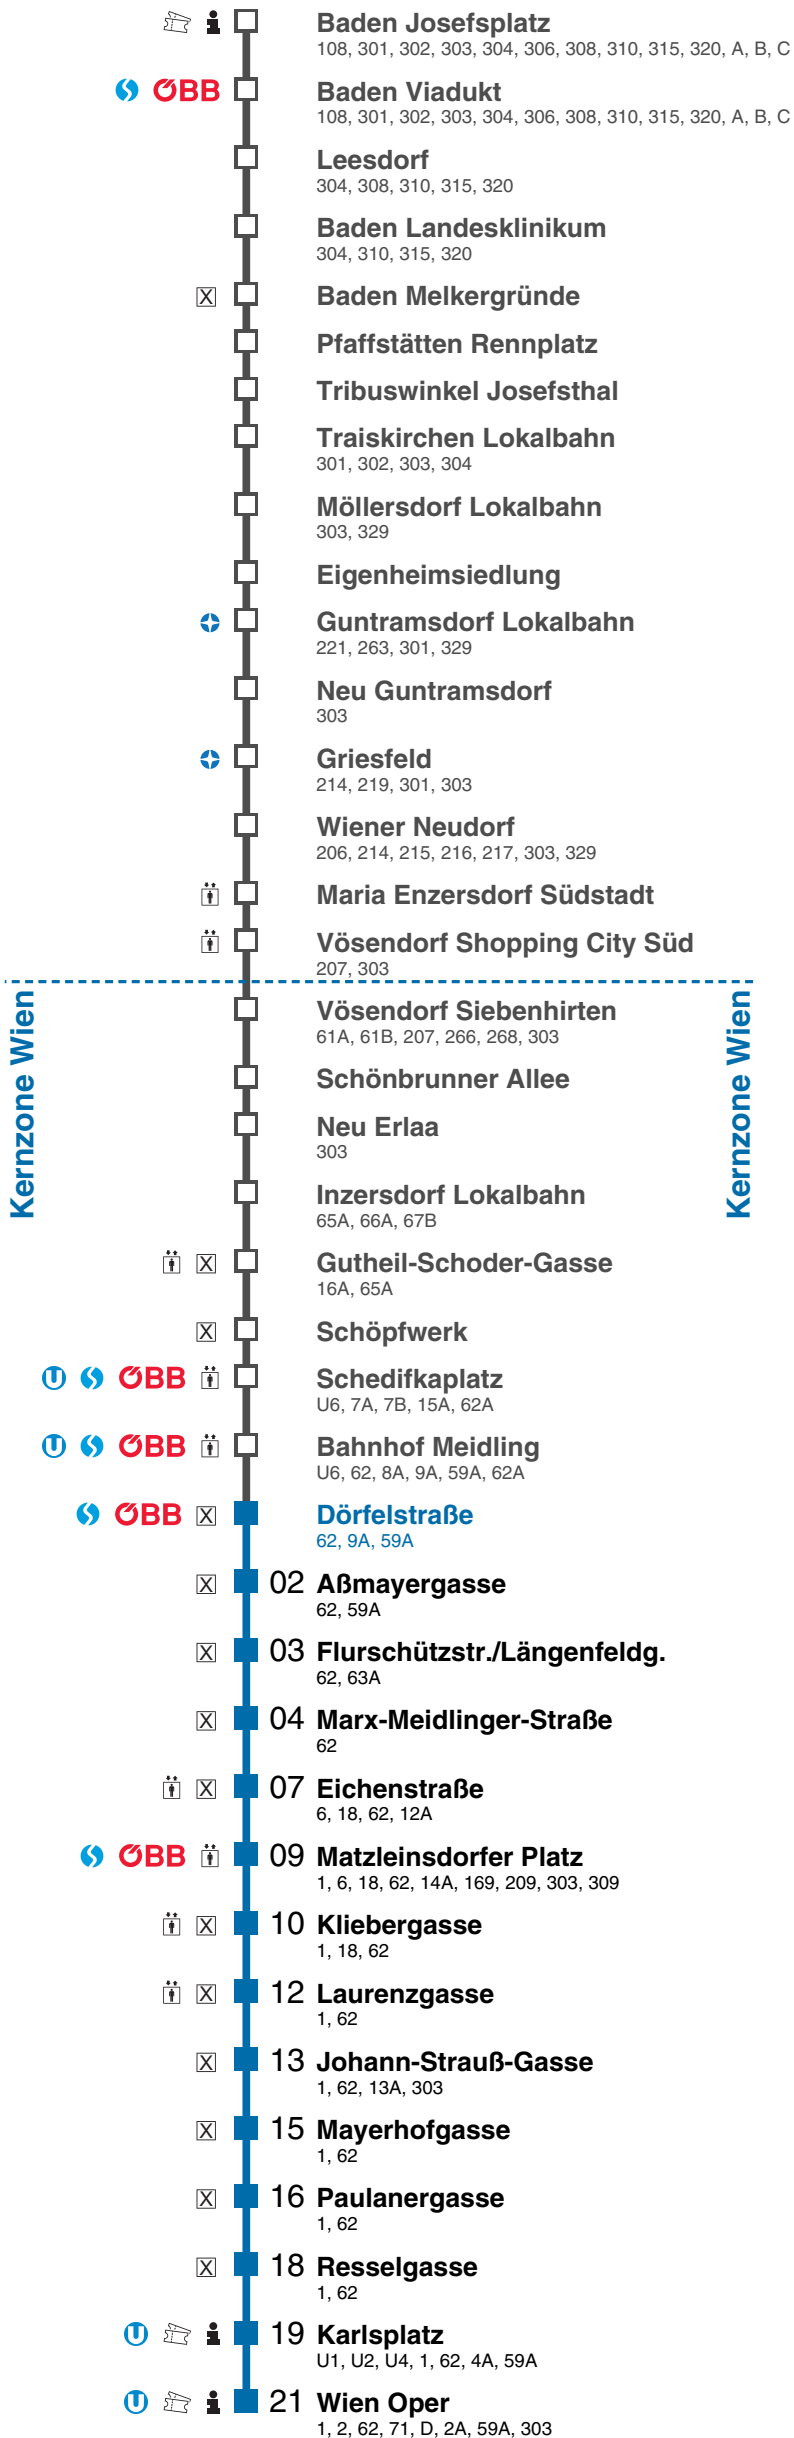 Baden Josefsplatz
108, 301, 302, 303, 304, 306, 308, 310, 315, 320, A, B, C
ÖBB
Baden Viadukt
108, 301, 302, 303, 304, 306, 308, 310, 315, 320, A, B, C
Leesdorf
304, 308, 310, 315, 320
Baden Landesklinikum
304, 310, 315, 320
X Baden Melkergründe
Pfaffstätten Rennplatz
Tribuswinkel Josefsthal
Traiskirchen Lokalbahn
301, 302, 303, 304
Möllersdorf Lokalbahn
303, 329
Eigenheimsiedlung
Guntramsdorf Lokalbahn
221, 263, 301, 329
Neu Guntramsdorf
303
Griesfeld
214, 219, 301, 303
Wiener Neudorf
206, 214, 215, 216, 217, 303, 329
Maria Enzersdorf Südstadt
Vösendorf Shopping City Süd
207, 303
Kernzone Wien
Kernzone Wien
Vösendorf Siebenhirten
61A, 61B, 207, 266, 268, 303
Schönbrunner Allee
Neu Erlaa
303
Inzersdorf Lokalbahn
65A, 66A, 67B
X Gutheil-Schoder-Gasse
16A, 65A
X Schöpfwerk
U S ÖBB Schedifkaplatz
U6, 7A, 7B, 15A, 62A
U S ÖBB Bahnhof Meidling
U6, 62, 8A, 9A, 59A, 62A
S ÖBB X Dörfelstraße
62, 9A, 59A
X 02 Aßmayergasse
62, 59A
X 03 Flurschützstr./Längenfeldg.
62, 63A
X 04 Marx-Meidlinger-Straße
62
X 07 Eichenstraße
6, 18, 62, 12A
S ÖBB 09 Matzleinsdorfer Platz
1, 6, 18, 62, 14A, 169, 209, 303, 309
X 10 Kliebergasse
1, 18, 62
X 12 Laurenzgasse
1, 62
X 13 Johann-Strauß-Gasse
1, 62, 13A, 303
X 15 Mayerhofgasse
1, 62
X 16 Paulanergasse
1, 62
X 18 Resselgasse
1, 62
U i 19 Karlsplatz
U1, U2, U4, 1, 62, 4A, 59A
U i 21 Wien Oper
1, 2, 62, 71, D, 2A, 59A, 303